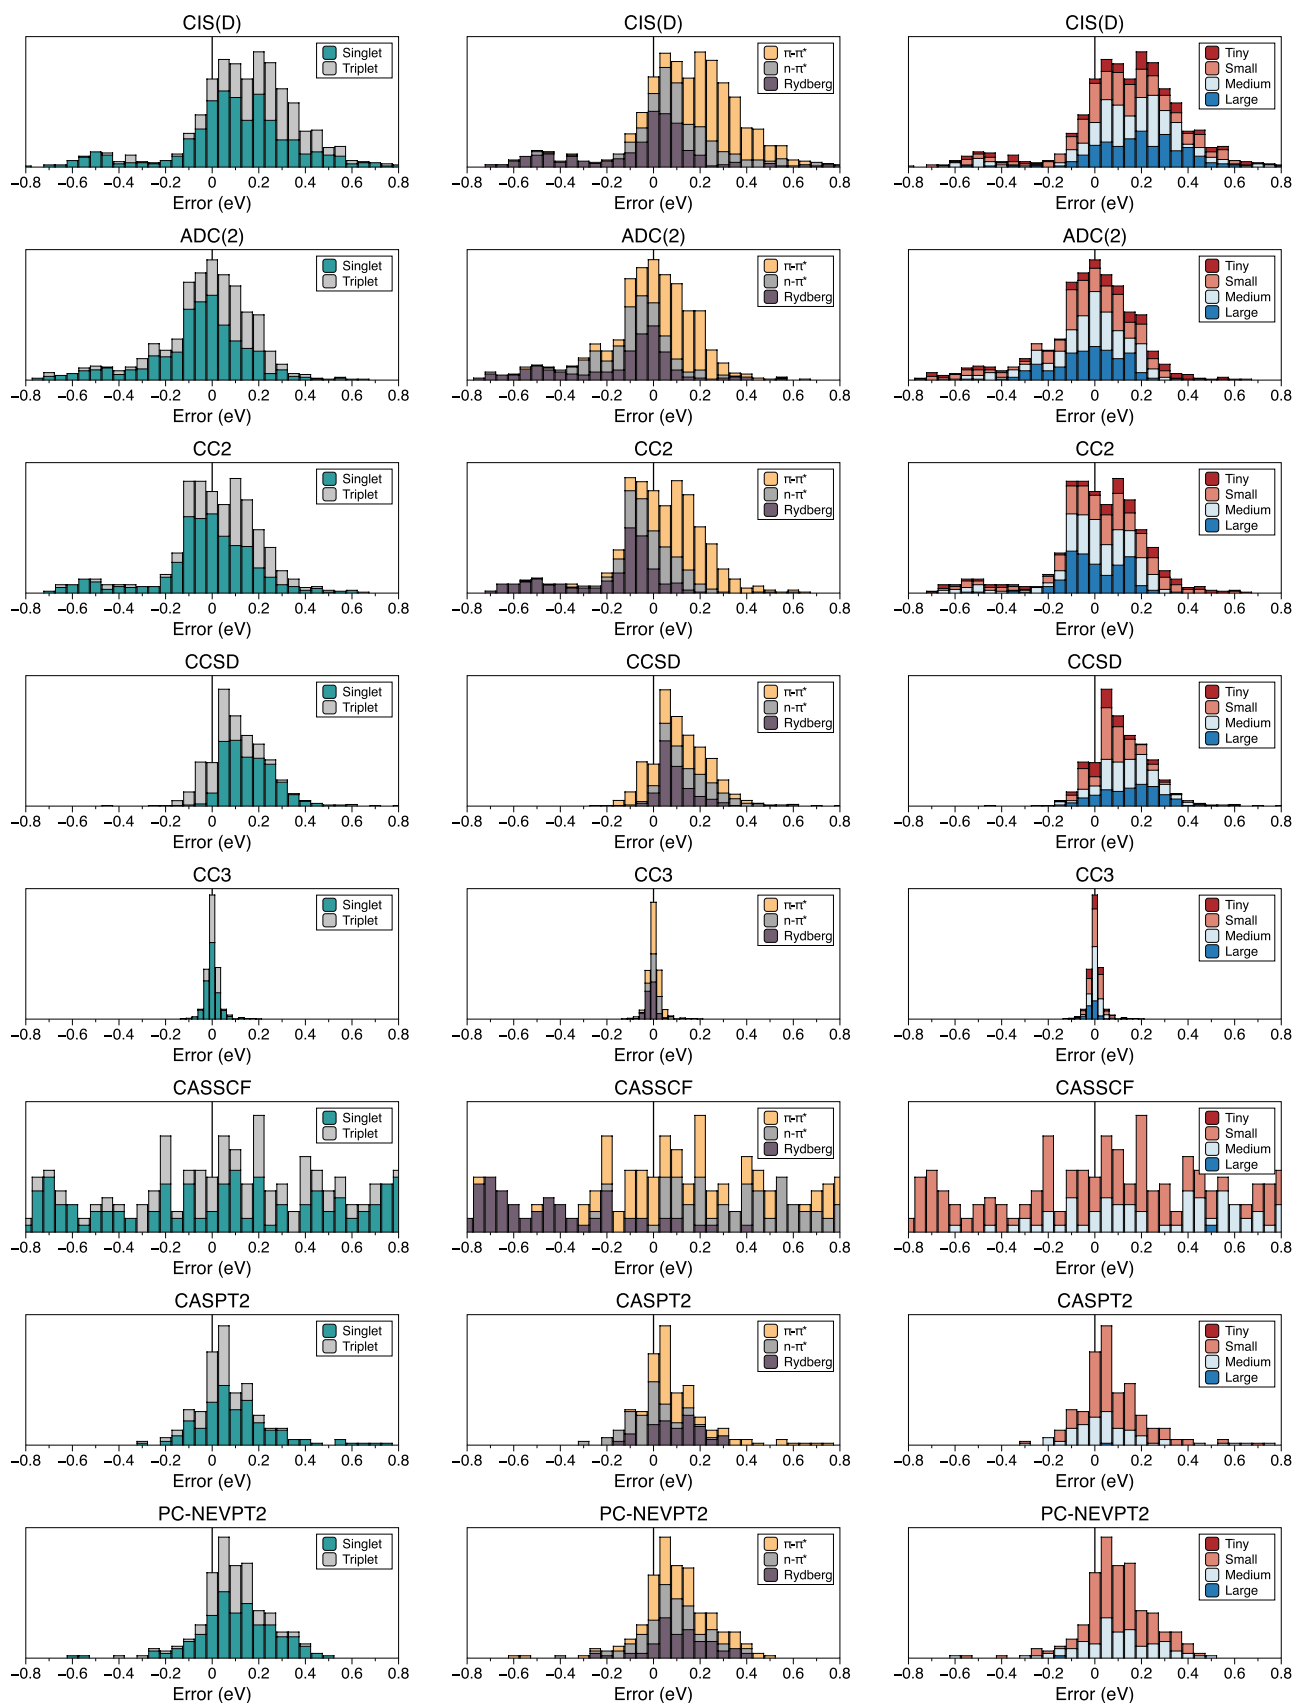 CIS(D) CIS(D) CIS(D)
Singlet π-π* Tiny
Triplet n-π* Small
Rydberg Medium
Large
−0.8 −0.6 −0.4 −0.2 0 0.2 0.4 0.6 0.8 −0.8 −0.6 −0.4 −0.2 0 0.2 0.4 0.6 0.8 −0.8 −0.6 −0.4 −0.2 0 0.2 0.4 0.6 0.8
Error (eV) Error (eV) Error (eV)
ADC(2) ADC(2) ADC(2)
Singlet π-π* Tiny
Triplet n-π* Small
Rydberg Medium
Large
−0.8 −0.6 −0.4 −0.2 0 0.2 0.4 0.6 0.8 −0.8 −0.6 −0.4 −0.2 0 0.2 0.4 0.6 0.8 −0.8 −0.6 −0.4 −0.2 0 0.2 0.4 0.6 0.8
Error (eV) Error (eV) Error (eV)
CC2 CC2 CC2
Singlet π-π* Tiny
Triplet n-π* Small
Rydberg Medium
Large
−0.8 −0.6 −0.4 −0.2 0 0.2 0.4 0.6 0.8 −0.8 −0.6 −0.4 −0.2 0 0.2 0.4 0.6 0.8 −0.8 −0.6 −0.4 −0.2 0 0.2 0.4 0.6 0.8
Error (eV) Error (eV) Error (eV)
CCSD CCSD CCSD
Singlet π-π* Tiny
Triplet n-π* Small
Rydberg Medium
Large
−0.8 −0.6 −0.4 −0.2 0 0.2 0.4 0.6 0.8 −0.8 −0.6 −0.4 −0.2 0 0.2 0.4 0.6 0.8 −0.8 −0.6 −0.4 −0.2 0 0.2 0.4 0.6 0.8
Error (eV) Error (eV) Error (eV)
CC3 CC3 CC3
Singlet π-π* Tiny
Triplet n-π* Small
Rydberg Medium
Large
−0.8 −0.6 −0.4 −0.2 0 0.2 0.4 0.6 0.8 −0.8 −0.6 −0.4 −0.2 0 0.2 0.4 0.6 0.8 −0.8 −0.6 −0.4 −0.2 0 0.2 0.4 0.6 0.8
Error (eV) Error (eV) Error (eV)
CASSCF CASSCF CASSCF
Singlet π-π* Tiny
Triplet n-π* Small
Rydberg Medium
Large
−0.8 −0.6 −0.4 −0.2 0 0.2 0.4 0.6 0.8 −0.8 −0.6 −0.4 −0.2 0 0.2 0.4 0.6 0.8 −0.8 −0.6 −0.4 −0.2 0 0.2 0.4 0.6 0.8
Error (eV) Error (eV) Error (eV)
CASPT2 CASPT2 CASPT2
Singlet π-π* Tiny
Triplet n-π* Small
Rydberg Medium
Large
−0.8 −0.6 −0.4 −0.2 0 0.2 0.4 0.6 0.8 −0.8 −0.6 −0.4 −0.2 0 0.2 0.4 0.6 0.8 −0.8 −0.6 −0.4 −0.2 0 0.2 0.4 0.6 0.8
Error (eV) Error (eV) Error (eV)
PC-NEVPT2 PC-NEVPT2 PC-NEVPT2
Singlet π-π* Tiny
Triplet n-π* Small
Rydberg Medium
Large
−0.8 −0.6 −0.4 −0.2 0 0.2 0.4 0.6 0.8 −0.8 −0.6 −0.4 −0.2 0 0.2 0.4 0.6 0.8 −0.8 −0.6 −0.4 −0.2 0 0.2 0.4 0.6 0.8
Error (eV) Error (eV) Error (eV)